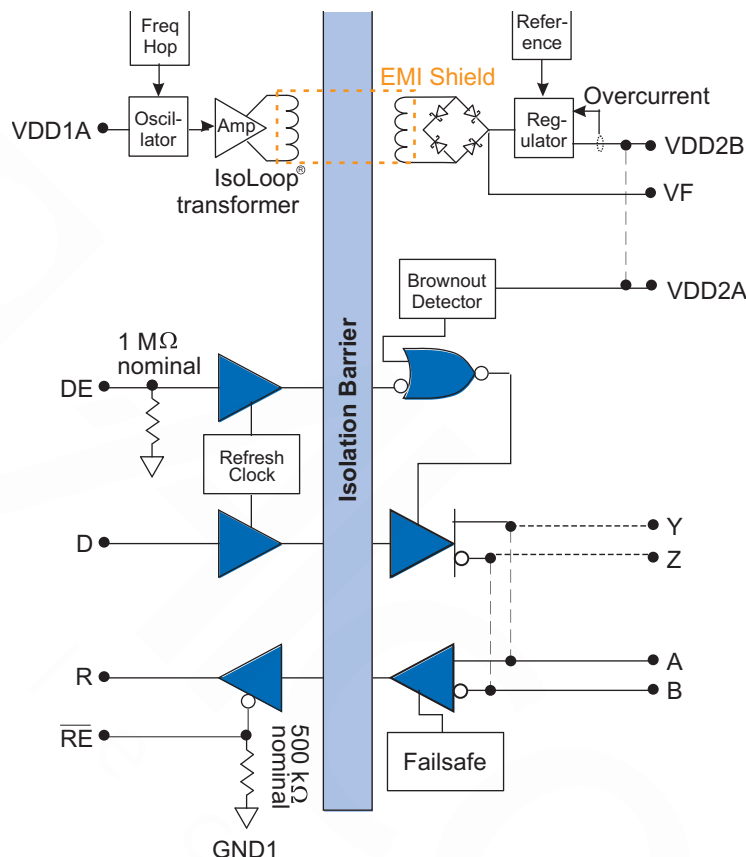 Freq
Hop
Refer-
ence
EMI Shield
VDD1A
Oscil-
lator
Amp
Reg-
ulator
Overcurrent
VDD2B
IsoLoop®
transformer
VF
Brownout
Detector
VDD2A
1 MΩ
nominal
DE
Isolation Barrier
Refresh
Clock
D
Y
Z
R
A
B
RE
500 kΩ
nominal
Failsafe
GND1